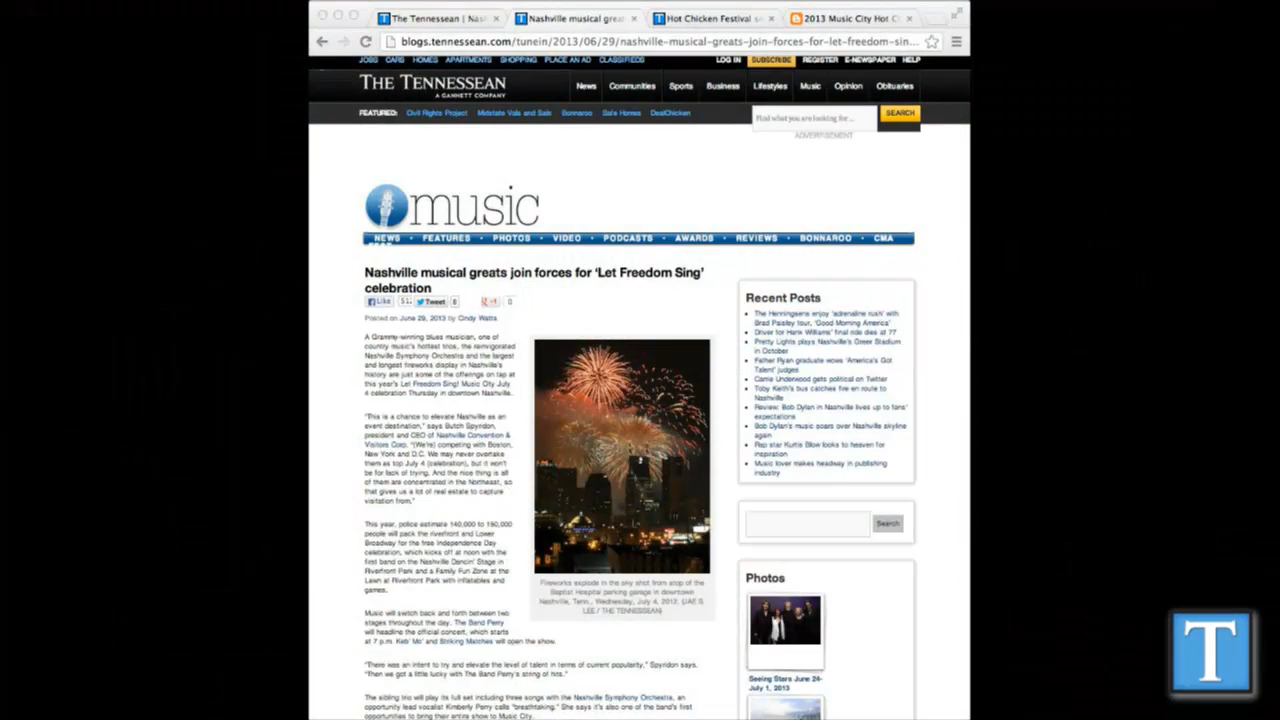 The Tennessean | Nas
Nashville musical grea
Hot Chicken Festival s
2013 Music City Hot C
blogs.tennessean.com/tunein/2013/06/29/nashville-musical-greats-join-forces-for-let-freedom-sin...
JOBS CARS HOMES APARTMENTS SHOPPING PLACE AN AD CLASSIFIEDS LOG IN SUBSCRIBE REGISTER E-NEWSPAPER HELP
THE TENNESSEAN
A GANNETT COMPANY
News Communities Sports Business Lifestyles Music Opinion Obituaries
FEATURED: Civil Rights Project Midstate Vals and Sals Bonnaroo Safe Homes DealChicken
Find what you are looking for ...
SEARCH
ADVERTISEMENT
music
NEWS • FEATURES • PHOTOS • VIDEO • PODCASTS • AWARDS • REVIEWS • BONNAROO • CMA
Nashville musical greats join forces for ‘Let Freedom Sing’
celebration
Like 51 Tweet 8 +1 0
Posted on June 29, 2013 by Cindy Watts
A Grammy-winning blues musician, one of
country music's hottest trios, the reinvigorated
Nashville Symphony Orchestra and the largest
and longest fireworks display in Nashville's
history are just some of the offerings on tap at
this year's Let Freedom Sing! Music City July
4 celebration Thursday in downtown Nashville.
“This is a chance to elevate Nashville as an
event destination,” says Butch Spyridon,
president and CEO of Nashville Convention &
Visitors Corp. “(We're) competing with Boston,
New York and D.C. We may never overtake
them as top July 4 (celebration), but it won't
be for lack of trying. And the nice thing is all
of them are concentrated in the Northeast, so
that gives us a lot of real estate to capture
visitation from.”
This year, police estimate 140,000 to 150,000
people will pack the riverfront and Lower
Broadway for the free Independence Day
celebration, which kicks off at noon with the
first band on the Nashville Dancin' Stage in
Riverfront Park and a Family Fun Zone at the
Lawn at Riverfront Park with inflatables and
games.
Music will switch back and forth between two
stages throughout the day. The Band Perry
will headline the official concert, which starts
at 7 p.m. Keb' Mo' and Striking Matches will open the show.
“There was an intent to try and elevate the level of talent in terms of current popularity,” Spyridon says.
“Then we got a little lucky with The Band Perry's string of hits.”
The sibling trio will play its full set including three songs with the Nashville Symphony Orchestra, an
opportunity lead vocalist Kimberly Perry calls “breathtaking.” She says it's also one of the band's first
opportunities to bring their entire show to Music City.
Fireworks explode in the sky shot from atop of the
Baptist Hospital parking garage in downtown
Nashville, Tenn., Wednesday, July 4, 2012. (JAE S.
LEE / THE TENNESSEAN)
Recent Posts
The Henningsens enjoy ‘adrenaline rush’ with
Brad Paisley tour, ‘Good Morning America’
Driver for Hank Williams' final ride dies at 77
Pretty Lights plays Nashville's Greer Stadium
in October
Father Ryan graduate wows ‘America's Got
Talent’ judges
Carrie Underwood gets political on Twitter
Toby Keith's bus catches fire en route to
Nashville
Review: Bob Dylan in Nashville lives up to fans'
expectations
Bob Dylan's music soars over Nashville skyline
again
Rap star Kurtis Blow looks to heaven for
inspiration
Music lover makes headway in publishing
industry
Search
Photos
Seeing Stars June 24-
July 1, 2013
T